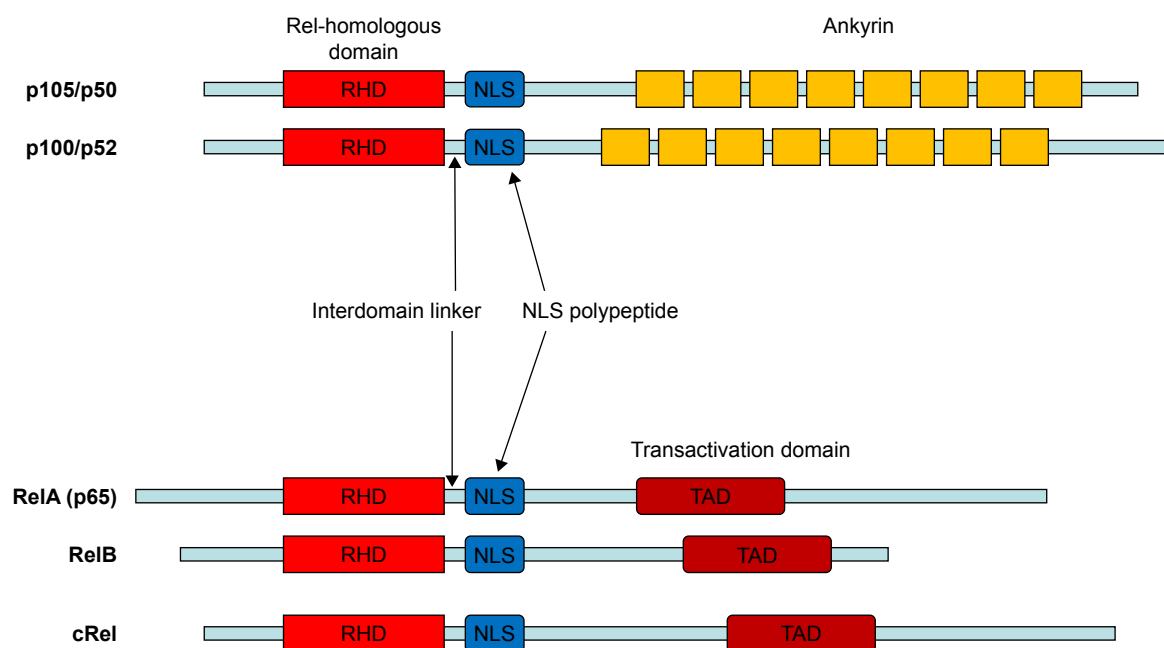 Rel-homologous
domain
Ankyrin
p105/p50
RHD
NLS
p100/p52
RHD
NLS
Interdomain linker
NLS polypeptide
Transactivation domain
RelA (p65)
RHD
NLS
TAD
RelB
RHD
NLS
TAD
cRel
RHD
NLS
TAD